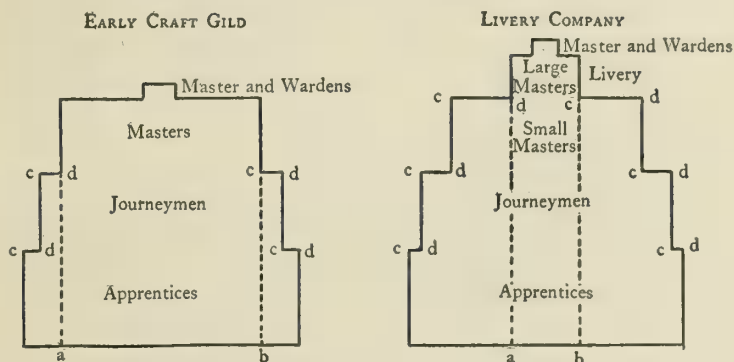 EARLY CRAFT GILD
Master and Wardens
Masters
c d c d
Journeymen
c d c d
Apprentices
a b
LIVERY COMPANY
Master and Wardens
Large
Masters
Livery
c d c d
Small
Masters
c d c d
Journeymen
c d c d
Apprentices
a b